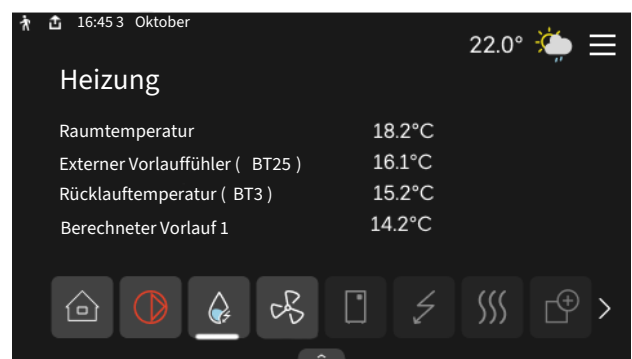 16:45 3 Oktober
22.0°
Heizung
Raumtemperatur 18.2°C
Externer Vorlauffühler ( BT25 ) 16.1°C
Rücklauftemperatur ( BT3 ) 15.2°C
Berechneter Vorlauf 1 14.2°C